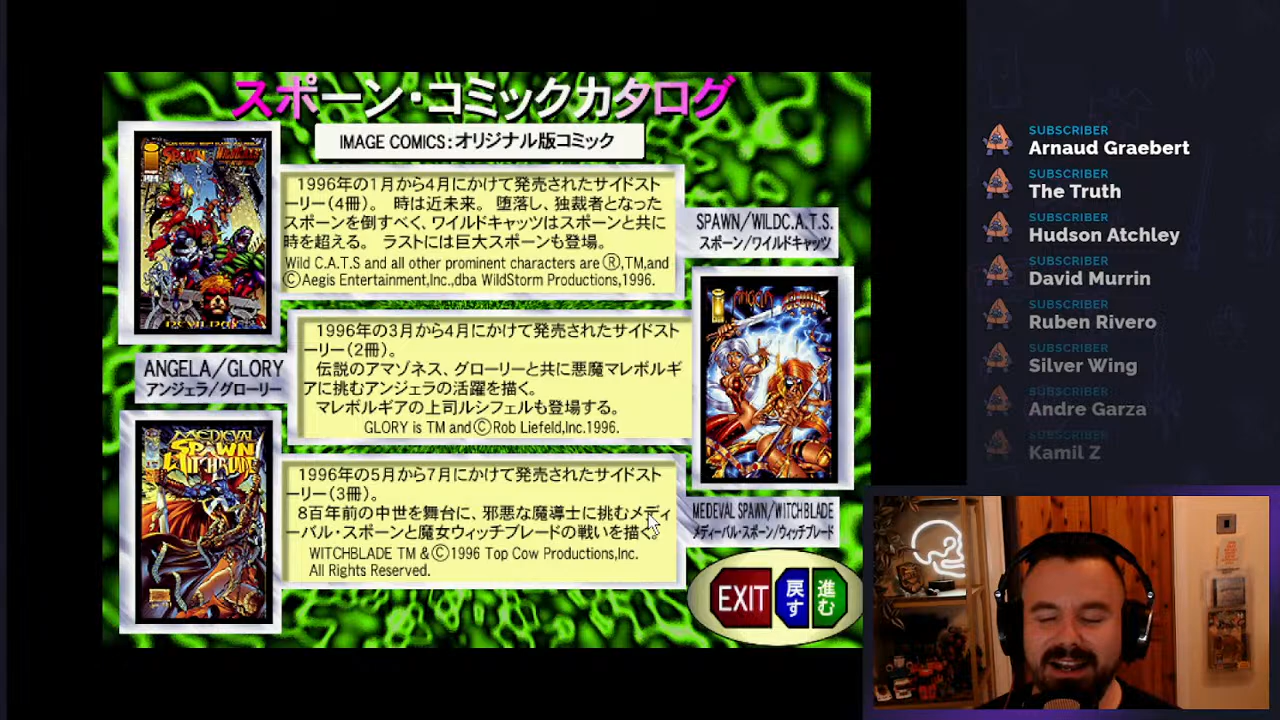 スポーン・コミックカタログ
IMAGE COMICS:オリジナル版コミック
1996年の1月から4月にかけて発売されたサイドスト
ーリー(4冊)。 時は近未来。 堕落し、独裁者となった
スポーンを倒すべく、ワイルドキャッツはスポーンと共に
時を超える。 ラストには巨大スポーンも登場。
Wild C.A.T.S and all other prominent characters are Ⓡ,TM,and
ⒸAegis Entertainment,Inc.,dba WildStorm Productions,1996.
SPAWN/WILDC.A.T.S.
スポーン/ワイルドキャッツ
1996年の3月から4月にかけて発売されたサイドスト
ーリー(2冊)。
伝説のアマゾネス、グローリーと共に悪魔マレボルギ
アに挑むアンジェラの活躍を描く。
マレボルギアの上司ルシフェルも登場する。
GLORY is TM and ⒸRob Liefeld,Inc.1996.
ANGELA/GLORY
アンジェラ/グローリー
1996年の5月から7月にかけて発売されたサイドスト
ーリー(3冊)。
8百年前の中世を舞台に、邪悪な魔導士に挑むメディ
ーバル・スポーンと魔女ウィッチブレードの戦いを描く。
WITCHBLADE TM &Ⓒ1996 Top Cow Productions,Inc.
All Rights Reserved.
MEDEVAL SPAWN/WITCHBLADE
メディーバル・スポーン/ウィッチブレード
SPAWN
ANGELA
MEDIEVAL
SPAWN
WITCHBLADE
EXIT
戻す
進む
SUBSCRIBER
Arnaud Graebert
SUBSCRIBER
The Truth
SUBSCRIBER
Hudson Atchley
SUBSCRIBER
David Murrin
SUBSCRIBER
Ruben Rivero
SUBSCRIBER
Silver Wing
SUBSCRIBER
Andre Garza
SUBSCRIBER
Kamil Z